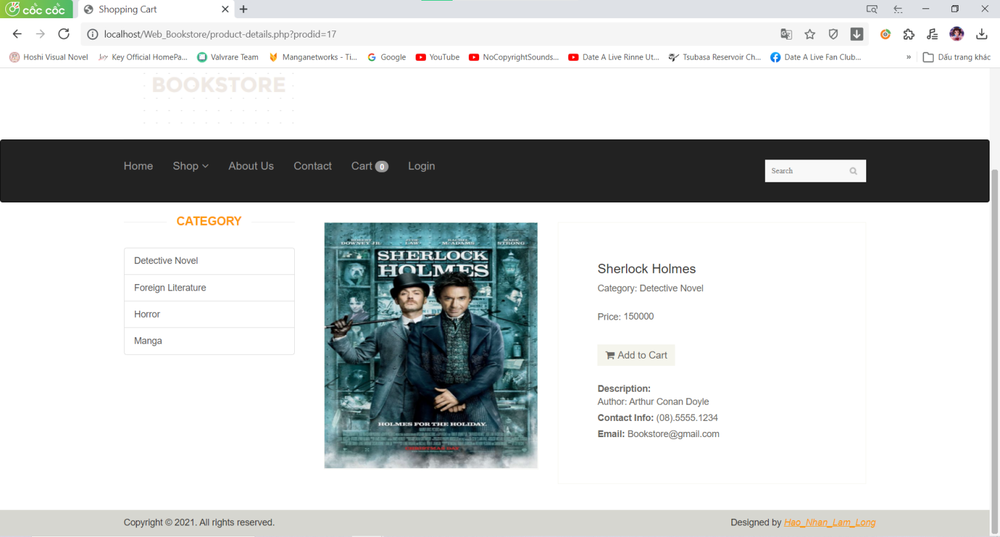 cốc cốc
Shopping Cart
localhost/Web_Bookstore/product-details.php?prodid=17
Hoshi Visual Novel
Key Official HomePa...
Valvrare Team
Manganetworks - Ti...
Google
YouTube
NoCopyrightSounds...
Date A Live Rinne Ut...
Tsubasa Reservoir Ch...
Date A Live Fan Club...
»
Dấu trang khác
BOOKSTORE
Home
Shop
About Us
Contact
Cart 0
Login
Search
CATEGORY
Detective Novel
Foreign Literature
Horror
Manga
ROBERT DOWNEY JR.
JUDE LAW
RACHEL McADAMS
MARK STRONG
SHERLOCK
HOLMES
HOLMES FOR THE HOLIDAY.
CHRISTMAS DAY
Sherlock Holmes
Category: Detective Novel
Price: 150000
Add to Cart
Description:
Author: Arthur Conan Doyle
Contact Info: (08).5555.1234
Email: Bookstore@gmail.com
Copyright © 2021. All rights reserved.
Designed by Hao_Nhan_Lam_Long